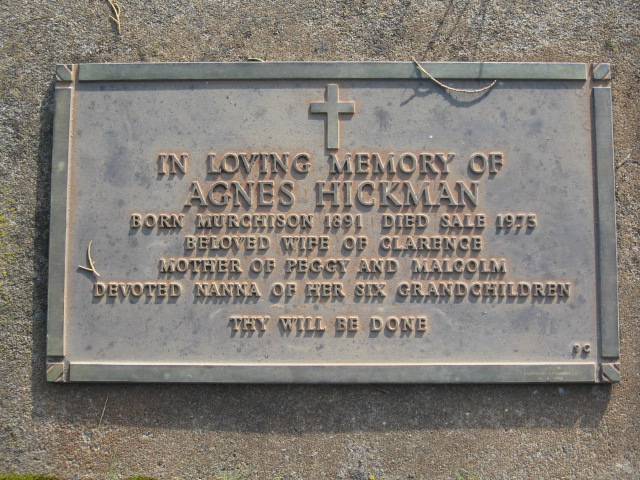 IN LOVING MEMORY OF
AGNES HICKMAN
BORN MURCHISON 1891 DIED SALE 1973
BELOVED WIFE OF CLARENCE
MOTHER OF PEGGY AND MALCOLM
DEVOTED NANNA OF HER SIX GRANDCHILDREN
THY WILL BE DONE